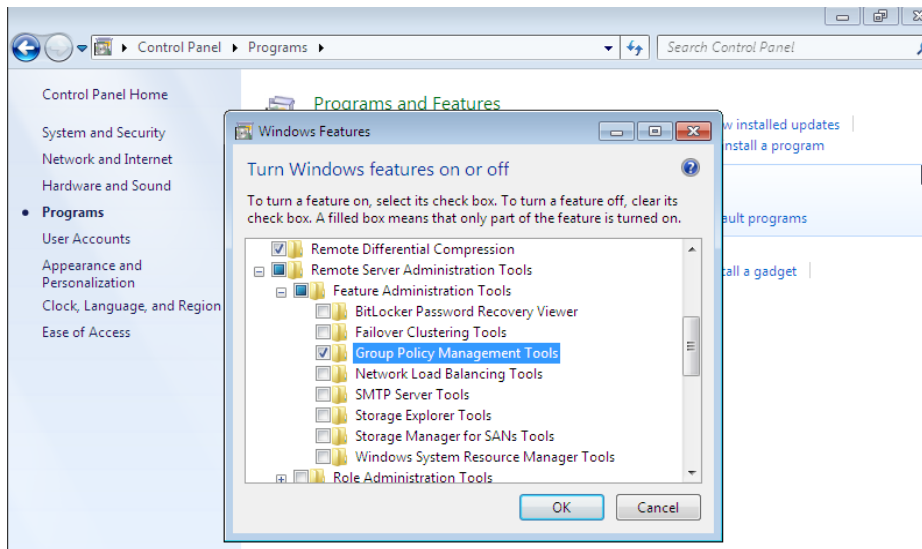 Control Panel Programs
Search Control Panel
Control Panel Home
System and Security
Network and Internet
Hardware and Sound
Programs
User Accounts
Appearance and
Personalization
Clock, Language, and Region
Ease of Access
Programs and Features
installed updates
a program
programs
a gadget
Windows Features
Turn Windows features on or off
To turn a feature on, select its check box. To turn a feature off, clear its
check box. A filled box means that only part of the feature is turned on.
Remote Differential Compression
Remote Server Administration Tools
Feature Administration Tools
BitLocker Password Recovery Viewer
Failover Clustering Tools
Group Policy Management Tools
Network Load Balancing Tools
SMTP Server Tools
Storage Explorer Tools
Storage Manager for SANs Tools
Windows System Resource Manager Tools
Role Administration Tools
OK Cancel